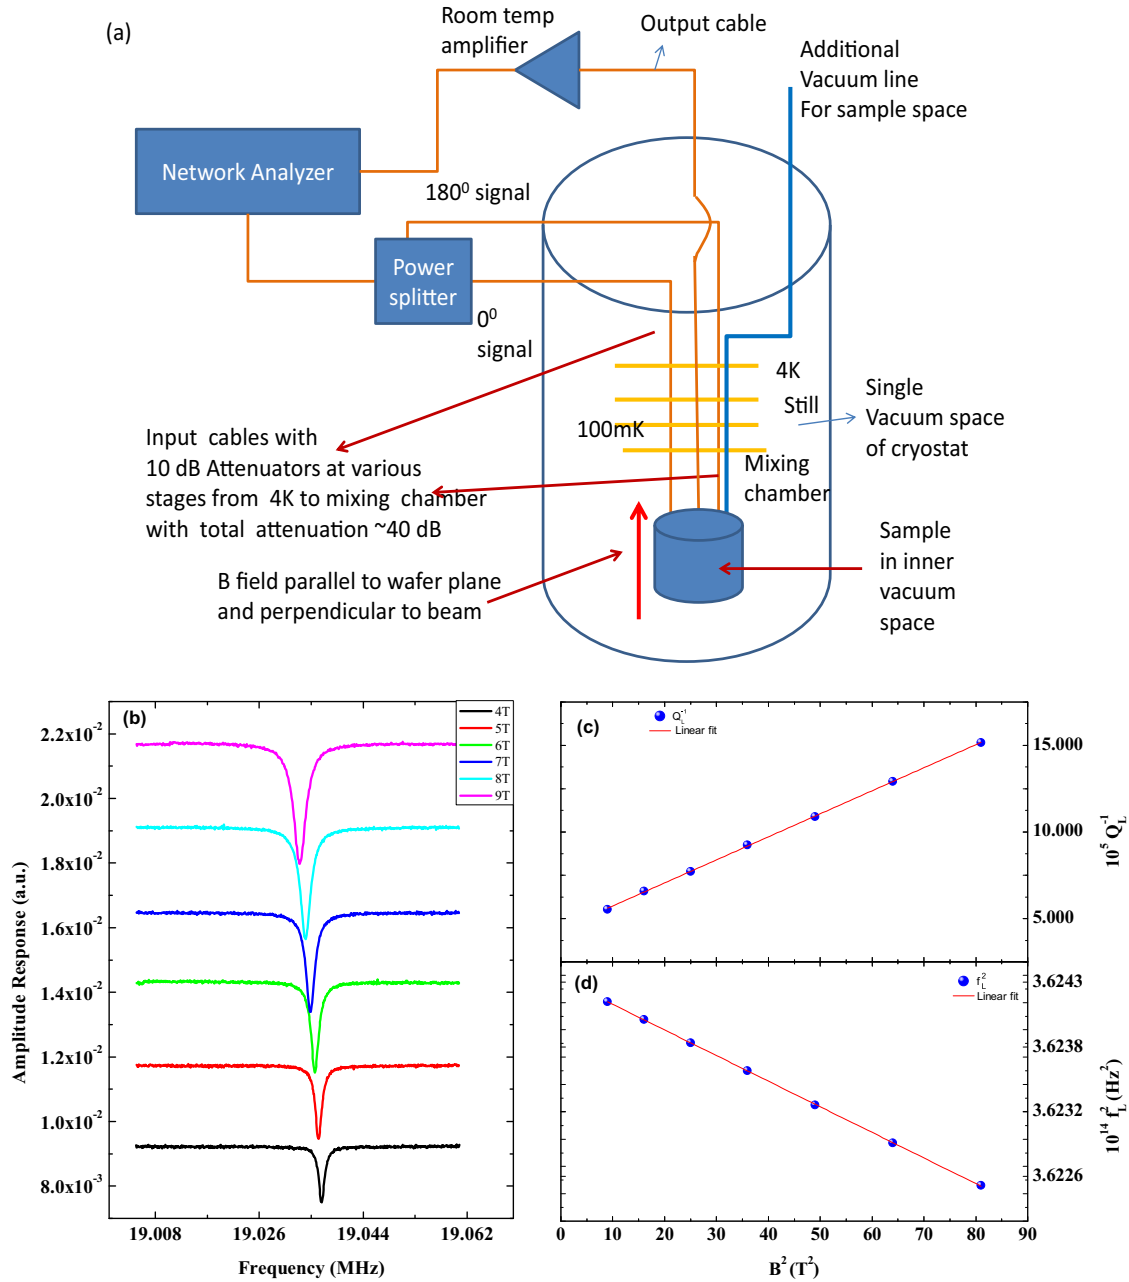 (a)
Room temp
amplifier
Output cable
Additional
Vacuum line
For sample space
Network Analyzer
180⁰ signal
Power
splitter
0⁰
signal
4K
Still
100mK
Mixing
chamber
Single
Vacuum space
of cryostat
Input cables with
10 dB Attenuators at various
stages from 4K to mixing chamber
with total attenuation ~40 dB
B field parallel to wafer plane
and perpendicular to beam
Sample
in inner
vacuum
space
(b)
4T
5T
6T
7T
8T
9T
2.2x10⁻²
2.0x10⁻²
1.8x10⁻²
1.6x10⁻²
1.4x10⁻²
1.2x10⁻²
1.0x10⁻²
8.0x10⁻³
Amplitude Response (a.u.)
19.008 19.026 19.044 19.062
Frequency (MHz)
(c)
Q_L⁻¹
Linear fit
15.000
10.000
5.000
10⁵ Q_L⁻¹
(d)
f_L²
Linear fit
3.6243
3.6238
3.6232
3.6226
10¹⁴ f_L² (Hz²)
0 10 20 30 40 50 60 70 80 90
B² (T²)